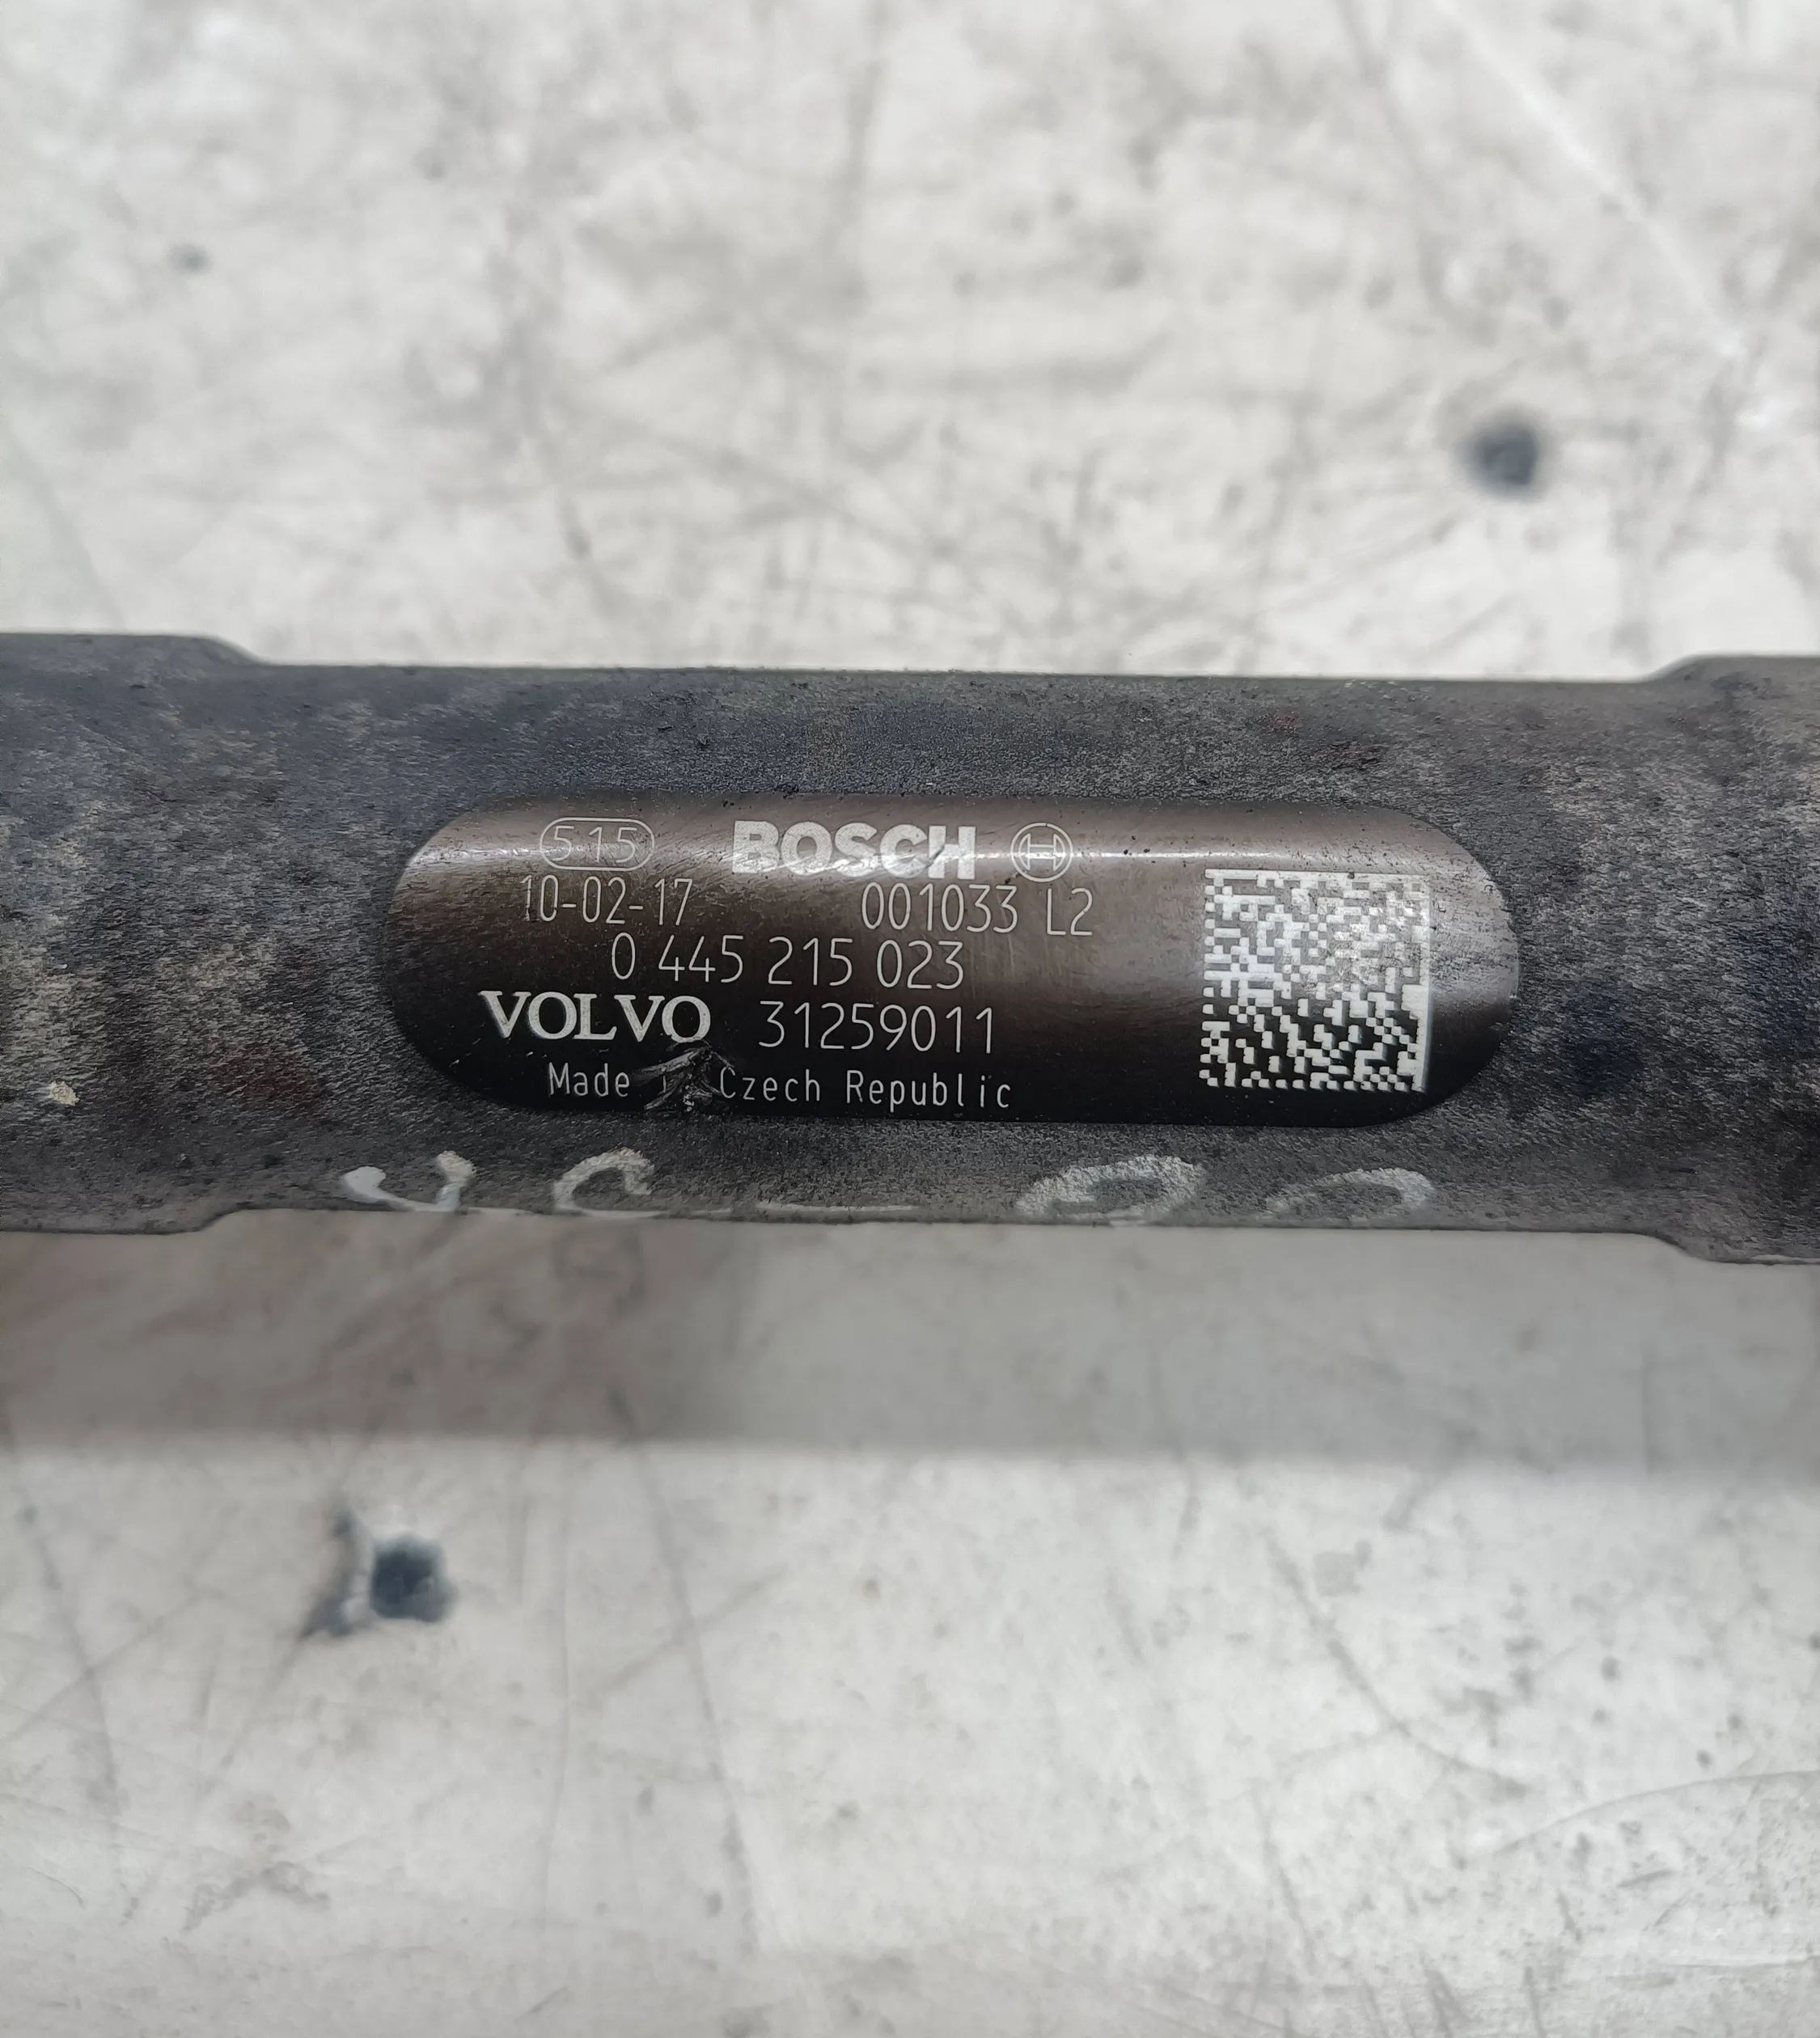 515 BOSCH
10-02-17 001033 L2
0 445 215 023
VOLVO 31259011
Made Czech Republic